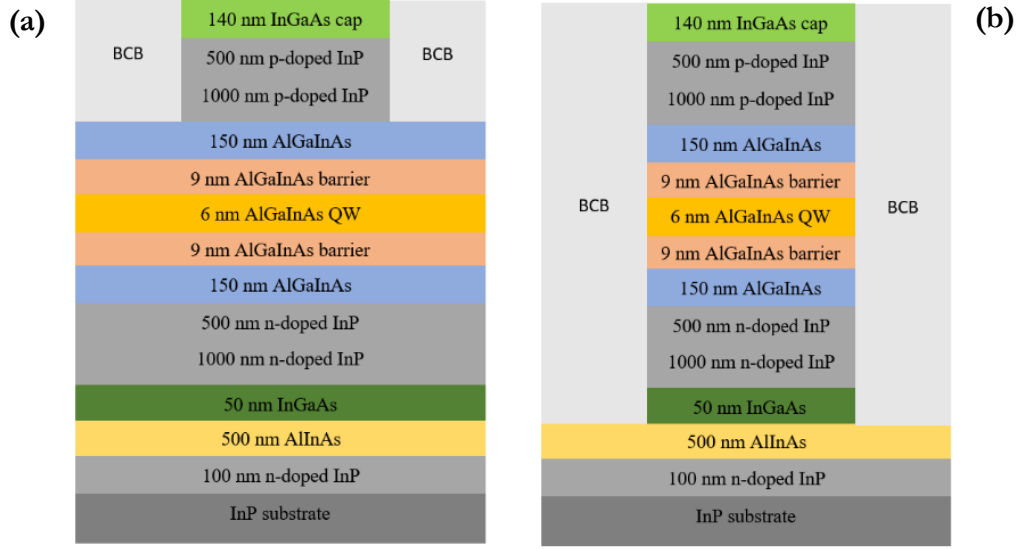 (a)
140 nm InGaAs cap
BCB
500 nm p-doped InP
BCB
1000 nm p-doped InP
150 nm AlGaInAs
9 nm AlGaInAs barrier
6 nm AlGaInAs QW
9 nm AlGaInAs barrier
150 nm AlGaInAs
500 nm n-doped InP
1000 nm n-doped InP
50 nm InGaAs
500 nm AlInAs
100 nm n-doped InP
InP substrate
(b)
140 nm InGaAs cap
500 nm p-doped InP
1000 nm p-doped InP
150 nm AlGaInAs
9 nm AlGaInAs barrier
BCB
6 nm AlGaInAs QW
BCB
9 nm AlGaInAs barrier
150 nm AlGaInAs
500 nm n-doped InP
1000 nm n-doped InP
50 nm InGaAs
500 nm AlInAs
100 nm n-doped InP
InP substrate